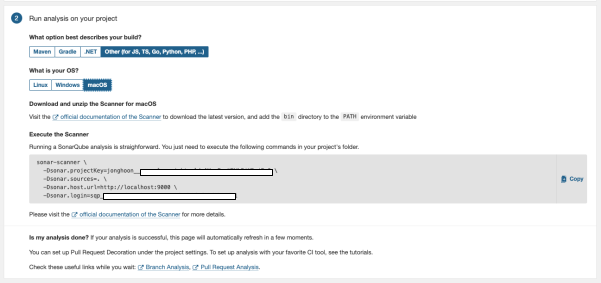 2 Run analysis on your project
What option best describes your build?
Maven Gradle .NET Other (for JS, TS, Go, Python, PHP, ...)
What is your OS?
Linux Windows macOS
Download and unzip the Scanner for macOS
Visit the official documentation of the Scanner to download the latest version, and add the bin directory to the PATH environment variable
Execute the Scanner
Running a SonarQube analysis is straighforward. You just need to execute the following commands in your project's folder.
sonar-scanner \
-Dsonar.projectKey=jonghoon_ \
-Dsonar.sources=. \
-Dsonar.host.url=http://localhost:9000 \
-Dsonar.login=sqp_
Copy
Please visit the official documentation of the Scanner for more details.
Is my analysis done? If your analysis is successful, this page will automatically refresh in a few moments.
You can set up Pull Request Decoration under the project settings. To set up analysis with your favorite CI tool, see the tutorials.
Check these useful links while you wait: Branch Analysis, Pull Request Analysis.